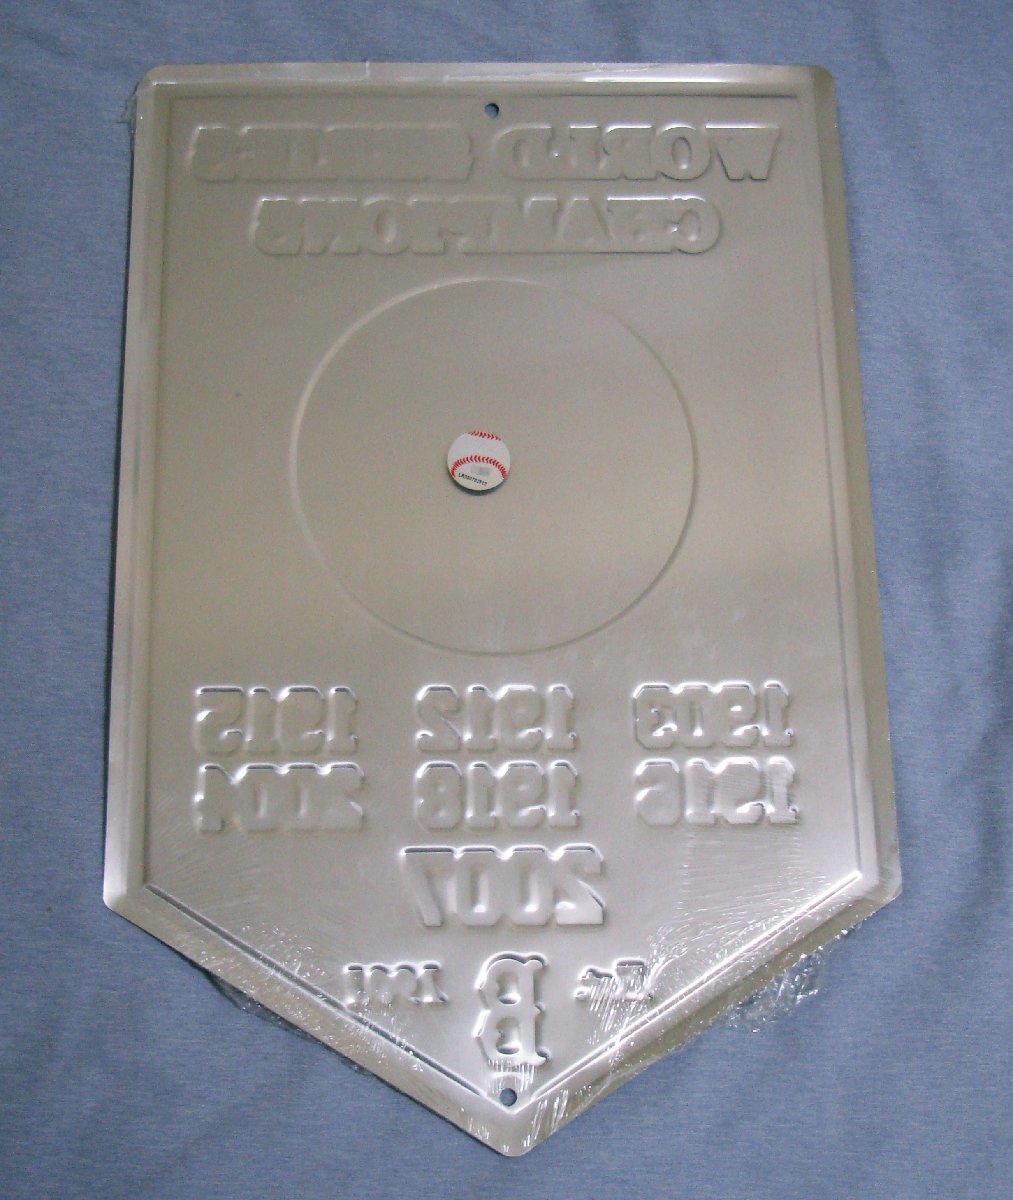 WORLD SERIES
CHAMPIONS
1903 1912 1915
1916 1918 2004
2007
B